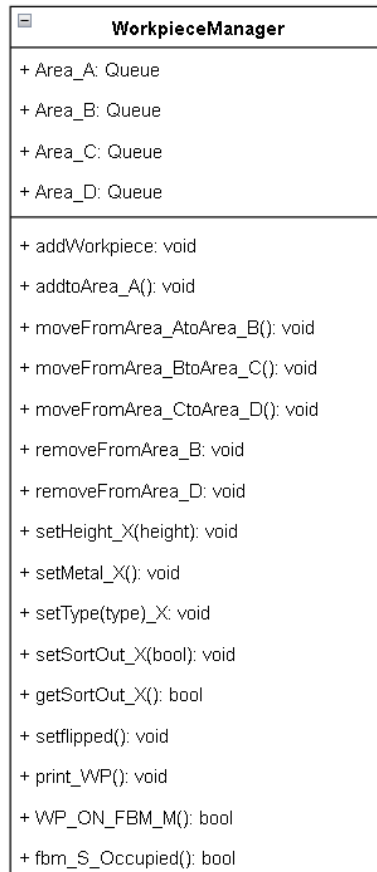 WorkpieceManager
+ Area_A: Queue
+ Area_B: Queue
+ Area_C: Queue
+ Area_D: Queue
+ addWorkpiece: void
+ addtoArea_A(): void
+ moveFromArea_AtoArea_B(): void
+ moveFromArea_BtoArea_C(): void
+ moveFromArea_CtoArea_D(): void
+ removeFromArea_B: void
+ removeFromArea_D: void
+ setHeight_X(height): void
+ setMetal_X(): void
+ setType(type)_X: void
+ setSortOut_X(bool): void
+ getSortOut_X(): bool
+ setflipped(): void
+ print_WP(): void
+ WP_ON_FBM_M(): bool
+ fbm_S_Occupied(): bool